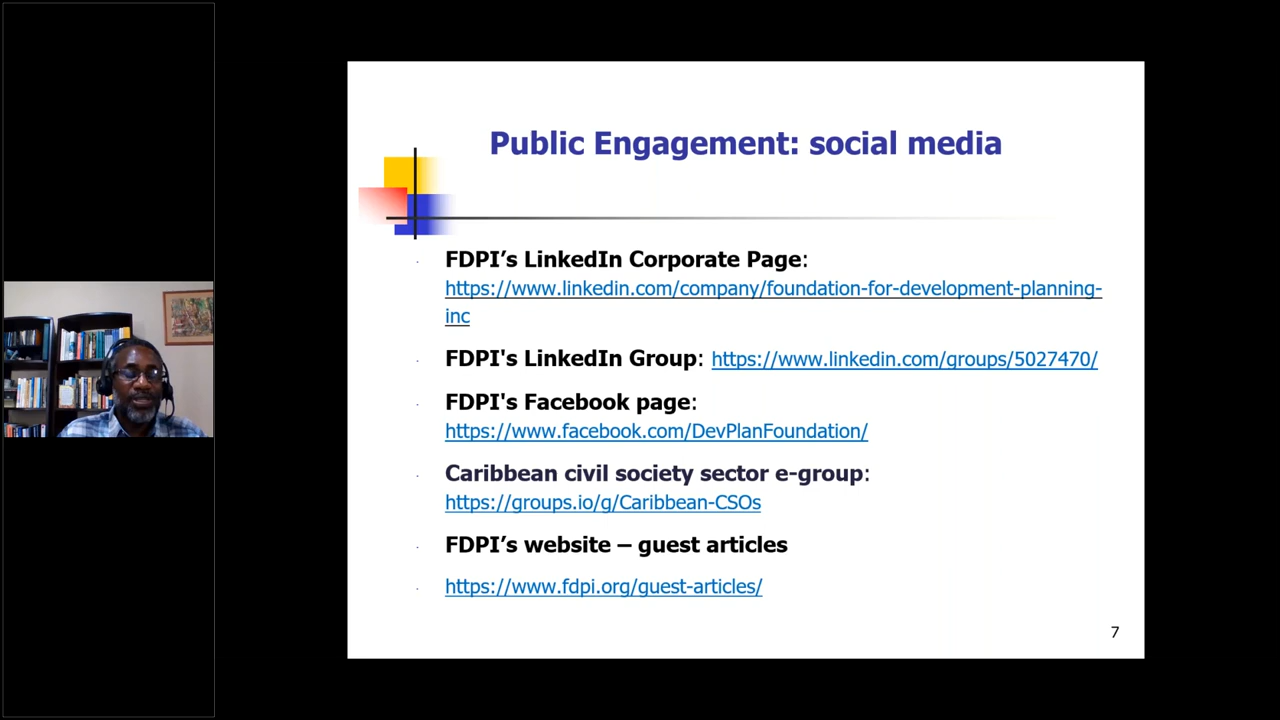 Public Engagement: social media
FDPI’s LinkedIn Corporate Page:
https://www.linkedin.com/company/foundation-for-development-planning-
inc
FDPI's LinkedIn Group: https://www.linkedin.com/groups/5027470/
FDPI's Facebook page:
https://www.facebook.com/DevPlanFoundation/
Caribbean civil society sector e-group:
https://groups.io/g/Caribbean-CSOs
FDPI’s website – guest articles
https://www.fdpi.org/guest-articles/
7